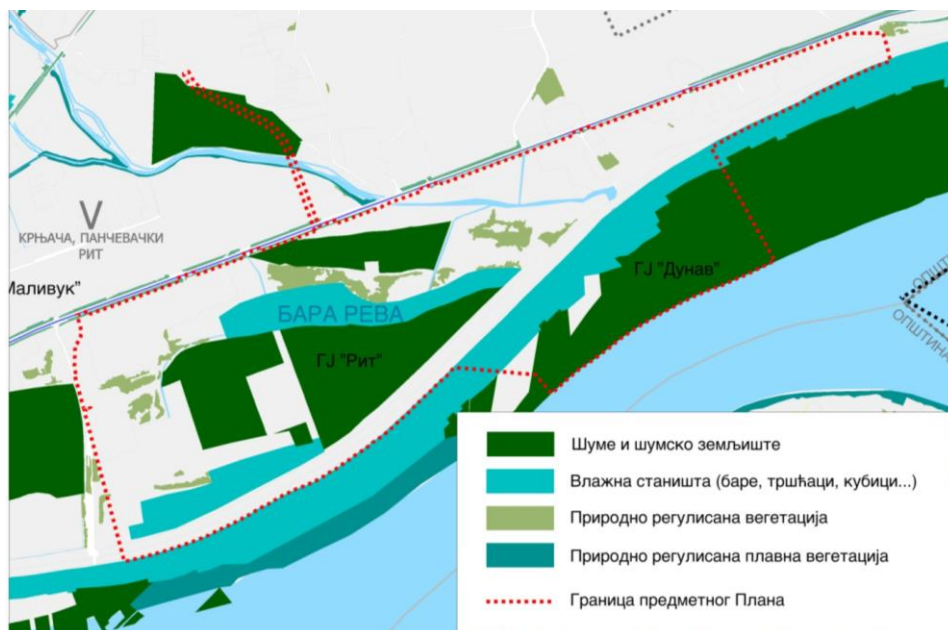 V
КРЊАЧА, ПАНЧЕВАЧКИ
РИТ
Маливук"
БАРА РЕВА
ГЈ "Рит"
ГЈ "Дунав"
ОПШТИНА
Шуме и шумско земљиште
Влажна станишта (баре, тршћаци, кубици...)
Природно регулисана вегетација
Природно регулисана плавна вегетација
Граница предметног Плана